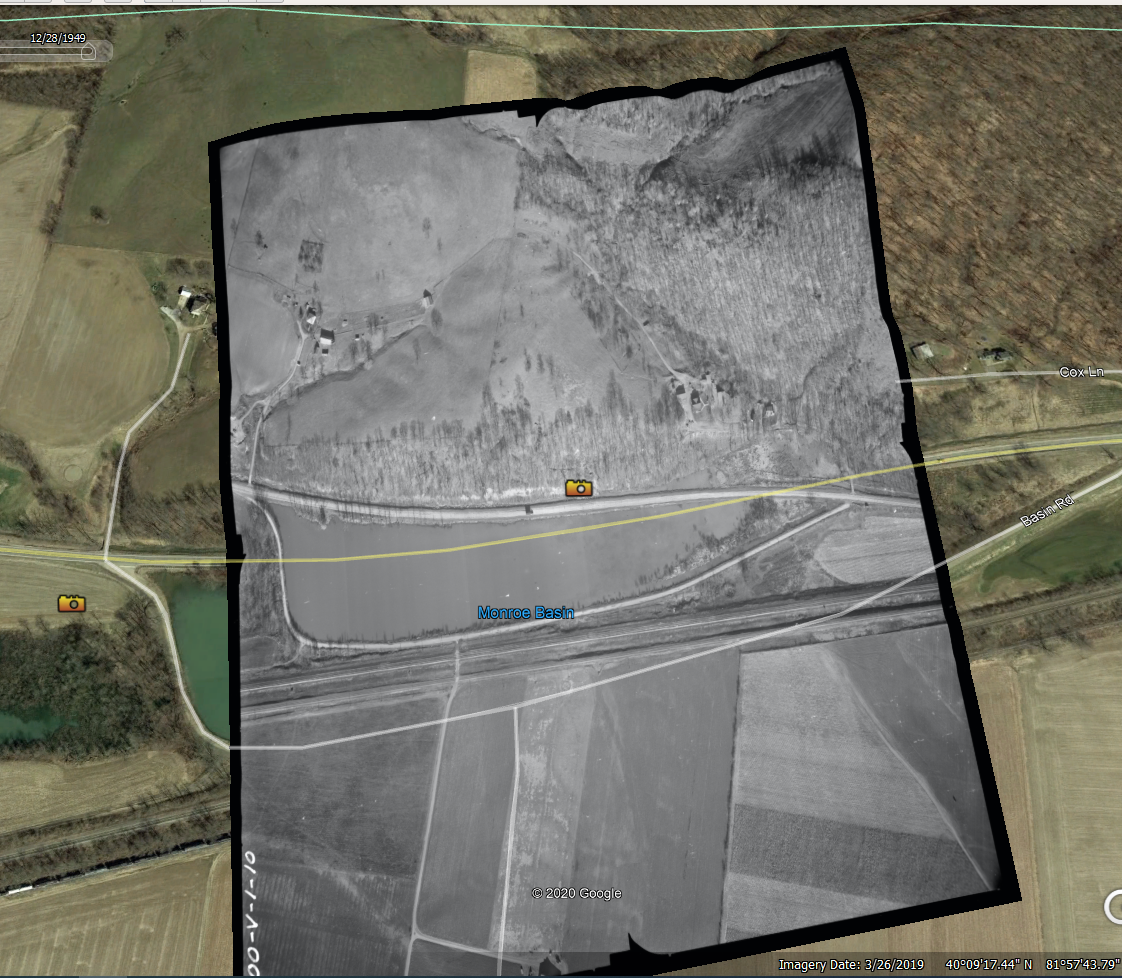 12/28/1949
Cox Ln
Basin Rd
Monroe Basin
© 2020 Google
Imagery Date: 3/26/2019 40°09'17.44" N 81°57'43.79"